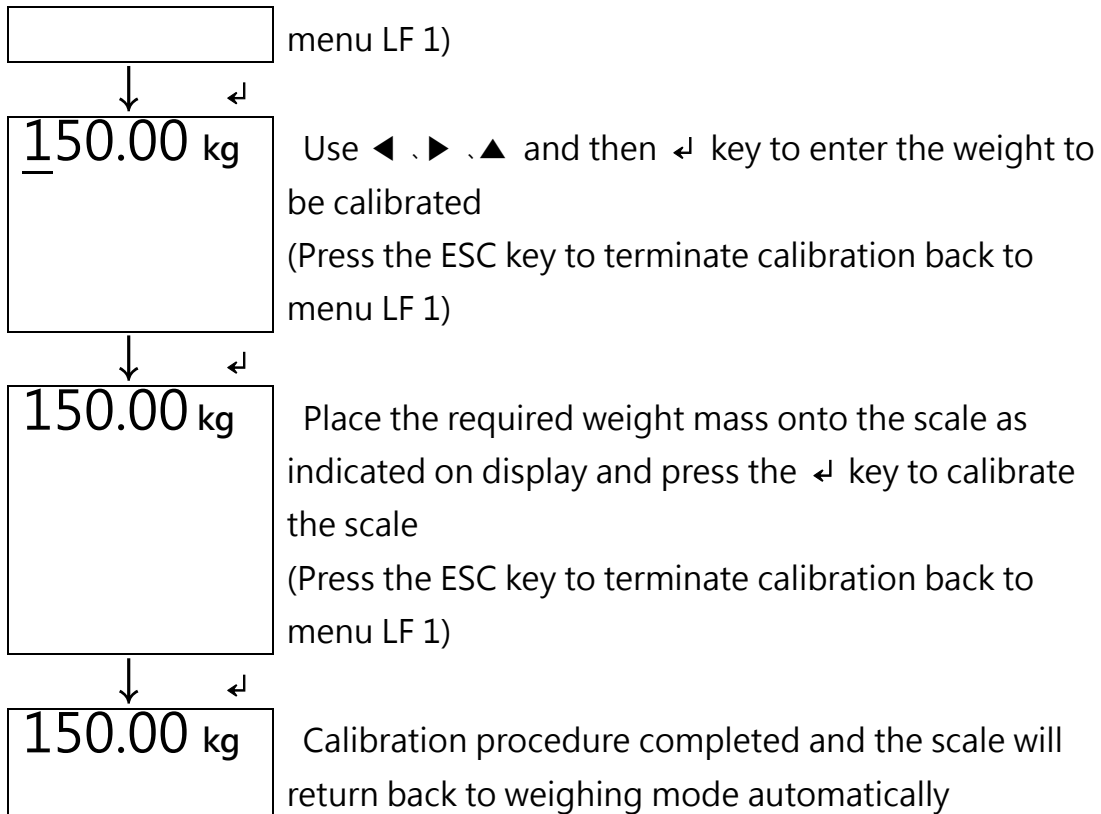 menu LF 1)
↓ ↲
150.00 kg
Use ◀、▶、▲ and then ↲ key to enter the weight to
be calibrated
(Press the ESC key to terminate calibration back to
menu LF 1)
↓ ↲
150.00 kg
Place the required weight mass onto the scale as
indicated on display and press the ↲ key to calibrate
the scale
(Press the ESC key to terminate calibration back to
menu LF 1)
↓ ↲
150.00 kg
Calibration procedure completed and the scale will
return back to weighing mode automatically